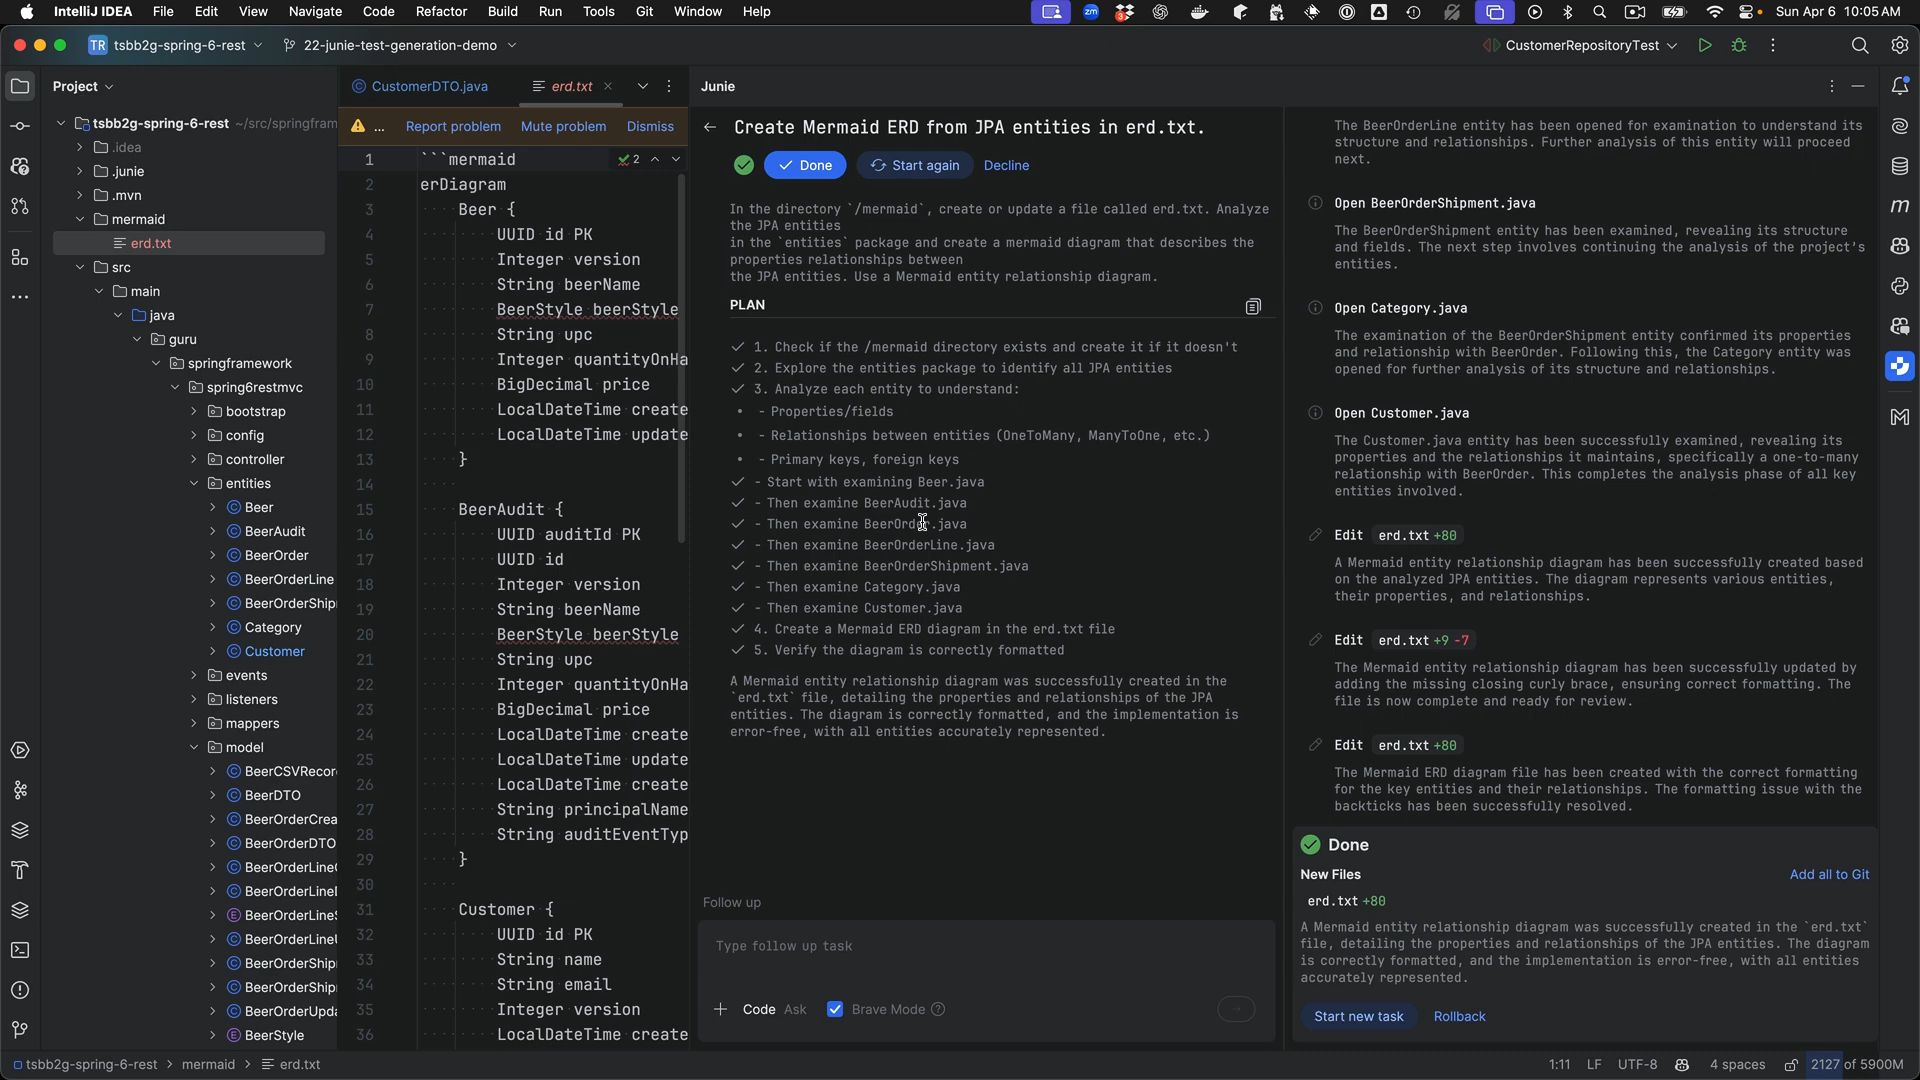 IntelliJ IDEA File Edit View Navigate Code Refactor Build Run Tools Git Window Help
zm 3 Sun Apr 6 10:05 AM
TR tsbb2g-spring-6-rest 22-junie-test-generation-demo CustomerRepositoryTest
Project
tsbb2g-spring-6-rest ~/src/springfram
.idea
.junie
.mvn
mermaid
erd.txt
src
main
java
guru
springframework
spring6restmvc
bootstrap
config
controller
entities
Beer
BeerAudit
BeerOrder
BeerOrderLine
BeerOrderShip
Category
Customer
events
listeners
mappers
model
BeerCSVRecor
BeerDTO
BeerOrderCrea
BeerOrderDTO
BeerOrderLine
BeerOrderLine
BeerOrderLine
BeerOrderLine
BeerOrderShip
BeerOrderShip
BeerOrderUpda
BeerStyle
CustomerDTO.java erd.txt
... Report problem Mute problem Dismiss
2
1 ```mermaid
2 erDiagram
3 Beer {
4 UUID id PK
5 Integer version
6 String beerName
7 BeerStyle beerStyle
8 String upc
9 Integer quantityOnHa
10 BigDecimal price
11 LocalDateTime create
12 LocalDateTime update
13 }
14
15 BeerAudit {
16 UUID auditId PK
17 UUID id
18 Integer version
19 String beerName
20 BeerStyle beerStyle
21 String upc
22 Integer quantityOnHa
23 BigDecimal price
24 LocalDateTime create
25 LocalDateTime update
26 LocalDateTime create
27 String principalName
28 String auditEventTyp
29 }
30
31 Customer {
32 UUID id PK
33 String name
34 String email
35 Integer version
36 LocalDateTime create
Junie
Create Mermaid ERD from JPA entities in erd.txt.
Done Start again Decline
In the directory `/mermaid`, create or update a file called erd.txt. Analyze
the JPA entities
in the `entities` package and create a mermaid diagram that describes the
properties relationships between
the JPA entities. Use a Mermaid entity relationship diagram.
PLAN
1. Check if the /mermaid directory exists and create it if it doesn't
2. Explore the entities package to identify all JPA entities
3. Analyze each entity to understand:
• - Properties/fields
• - Relationships between entities (OneToMany, ManyToOne, etc.)
• - Primary keys, foreign keys
- Start with examining Beer.java
- Then examine BeerAudit.java
- Then examine BeerOrder.java
- Then examine BeerOrderLine.java
- Then examine BeerOrderShipment.java
- Then examine Category.java
- Then examine Customer.java
4. Create a Mermaid ERD diagram in the erd.txt file
5. Verify the diagram is correctly formatted
A Mermaid entity relationship diagram was successfully created in the
`erd.txt` file, detailing the properties and relationships of the JPA
entities. The diagram is correctly formatted, and the implementation is
error-free, with all entities accurately represented.
Follow up
Type follow up task
Code Ask Brave Mode
The BeerOrderLine entity has been opened for examination to understand its
structure and relationships. Further analysis of this entity will proceed
next.
Open BeerOrderShipment.java
The BeerOrderShipment entity has been examined, revealing its structure
and fields. The next step involves continuing the analysis of the project's
entities.
Open Category.java
The examination of the BeerOrderShipment entity confirmed its properties
and relationship with BeerOrder. Following this, the Category entity was
opened for further analysis of its structure and relationships.
Open Customer.java
The Customer.java entity has been successfully examined, revealing its
properties and the relationships it maintains, specifically a one-to-many
relationship with BeerOrder. This completes the analysis phase of all key
entities involved.
Edit erd.txt +80
A Mermaid entity relationship diagram has been successfully created based
on the analyzed JPA entities. The diagram represents various entities,
their properties, and relationships.
Edit erd.txt +9 -7
The Mermaid entity relationship diagram has been successfully updated by
adding the missing closing curly brace, ensuring correct formatting. The
file is now complete and ready for review.
Edit erd.txt +80
The Mermaid ERD diagram file has been created with the correct formatting
for the key entities and their relationships. The formatting issue with the
backticks has been successfully resolved.
Done
New Files Add all to Git
erd.txt +80
A Mermaid entity relationship diagram was successfully created in the `erd.txt`
file, detailing the properties and relationships of the JPA entities. The diagram
is correctly formatted, and the implementation is error-free, with all entities
accurately represented.
Start new task Rollback
tsbb2g-spring-6-rest > mermaid > erd.txt 1:11 LF UTF-8 4 spaces 2127 of 5900M